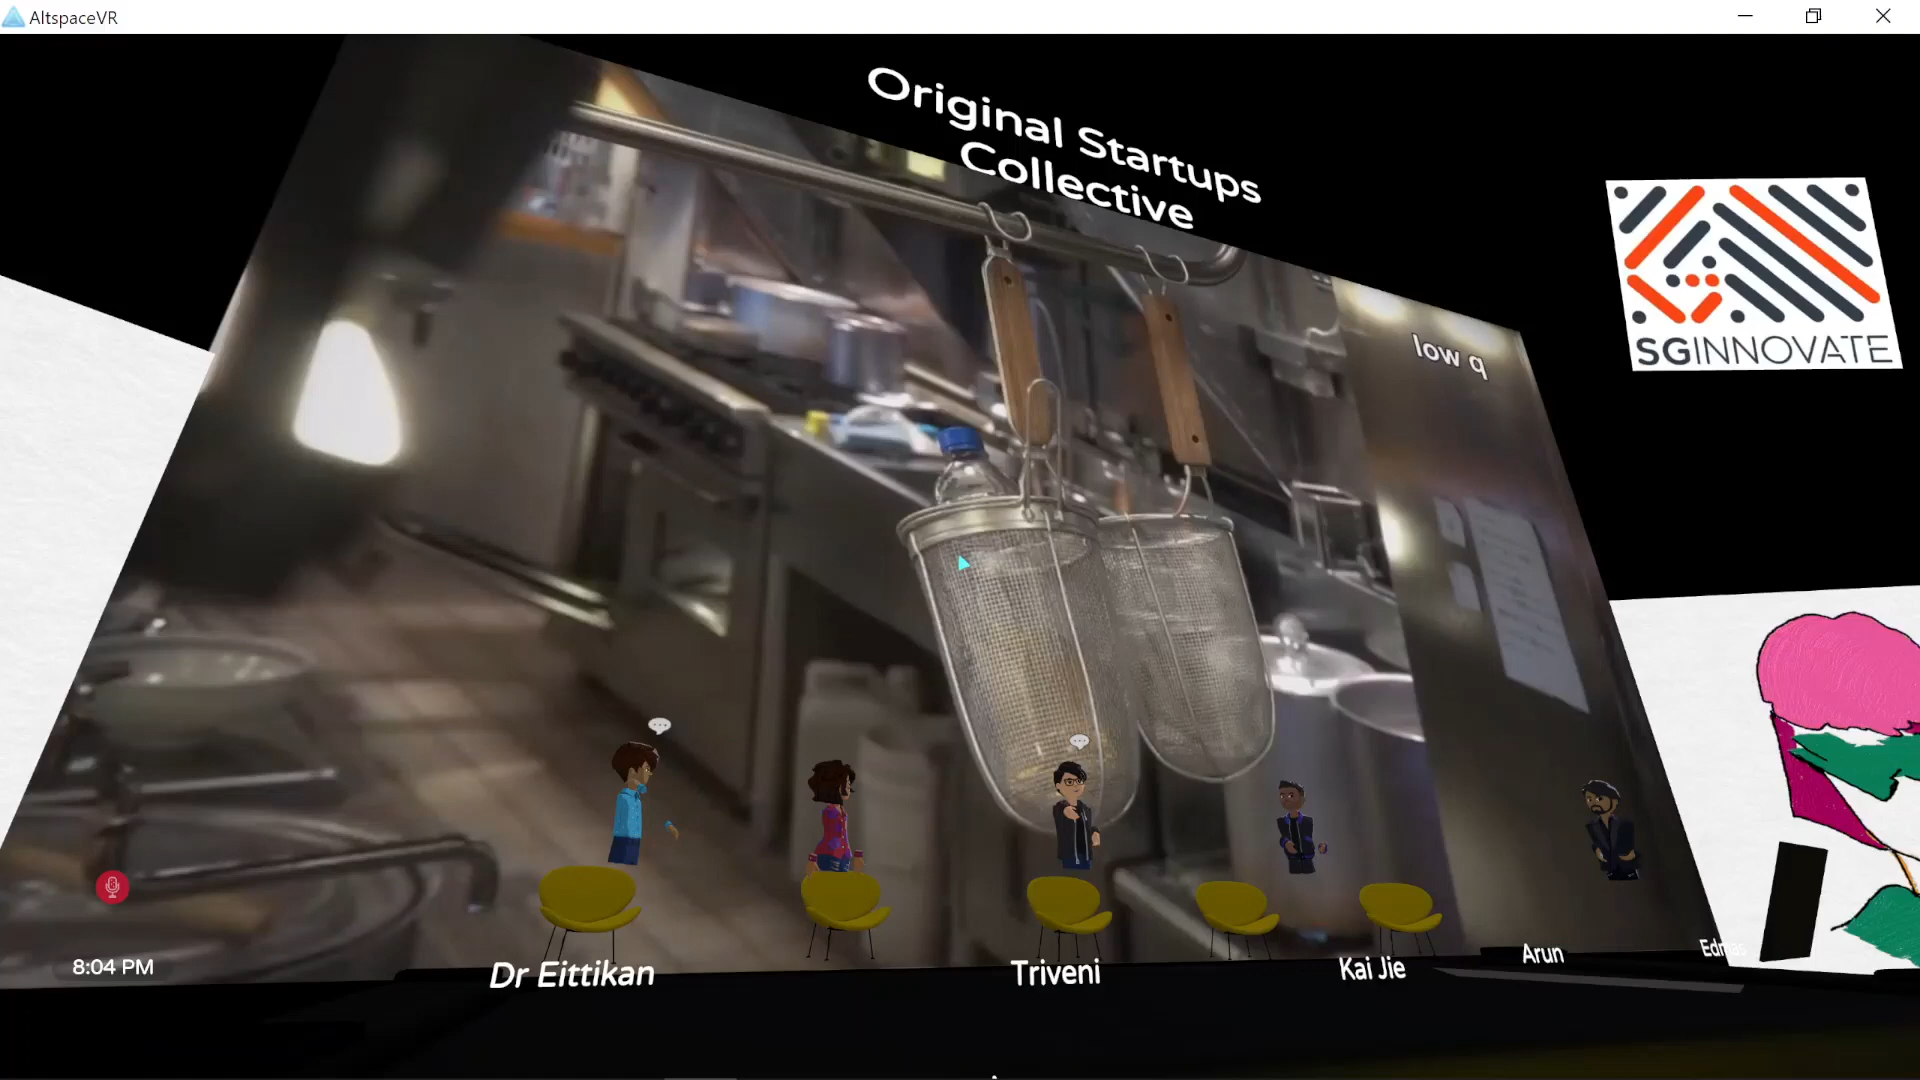 AltspaceVR
Original Startups
Collective
low q
SGINNOVATE
8:04 PM
Dr Eittikan
Triveni
Kai Jie
Arun